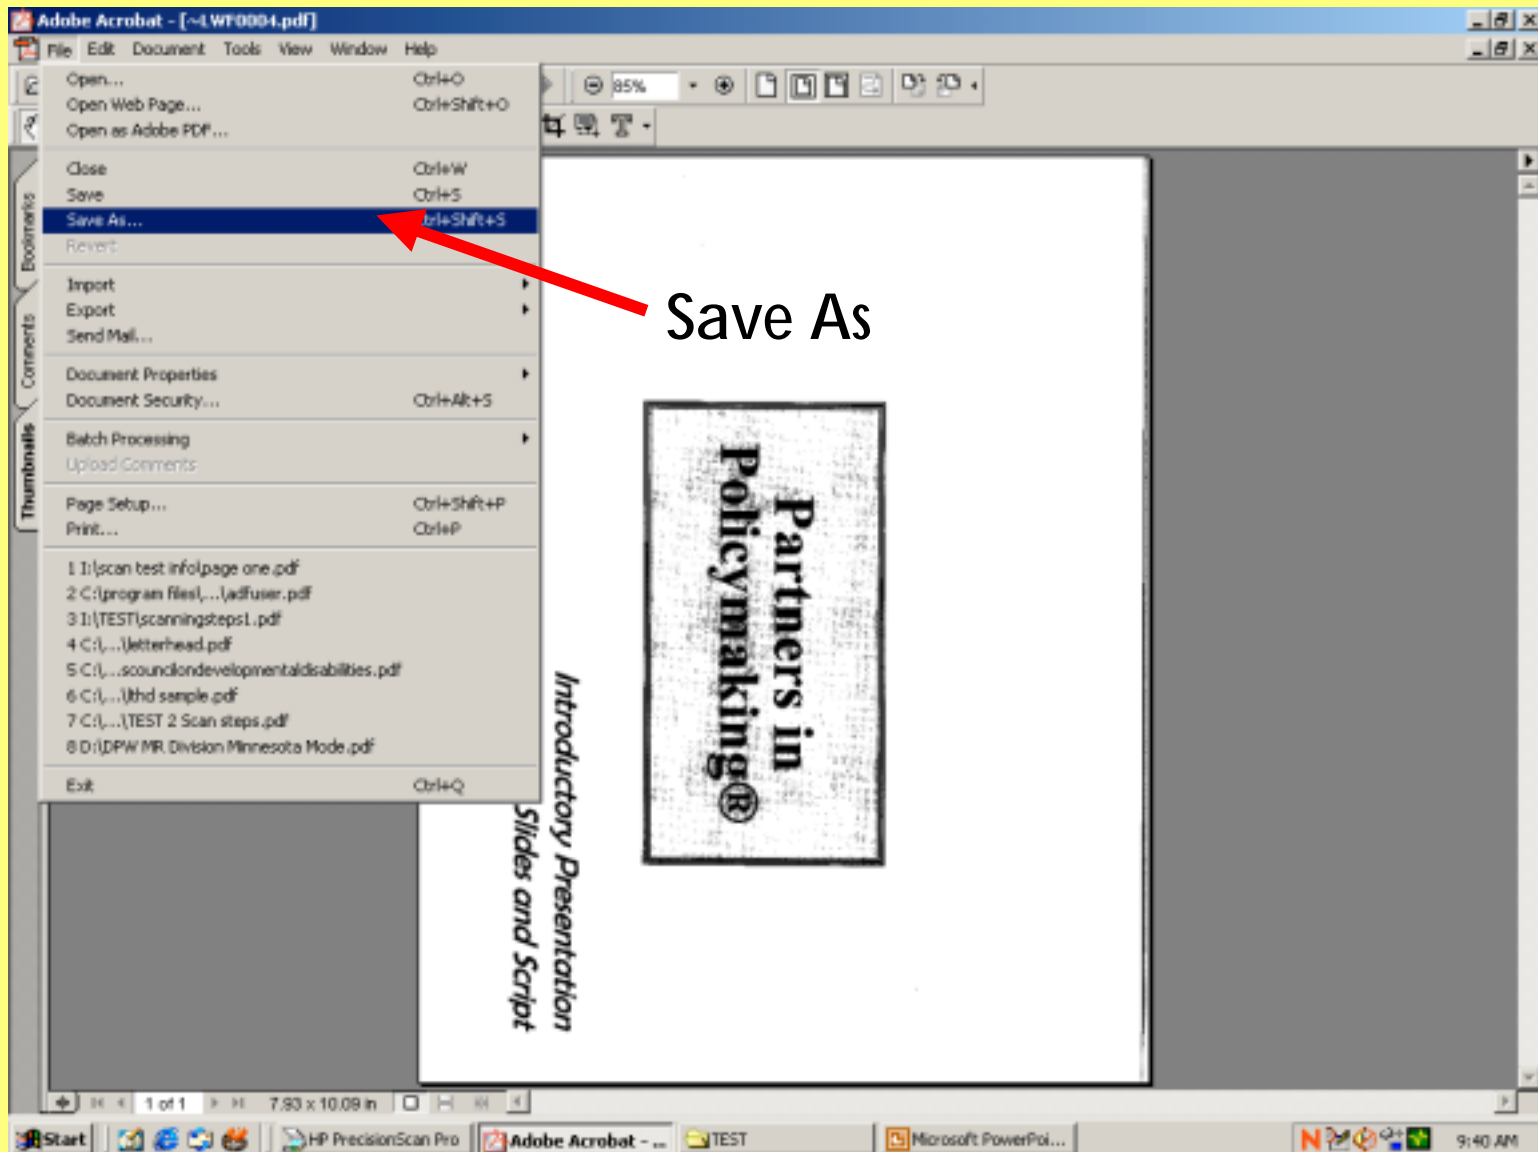 Adobe Acrobat - [~LWF0004.pdf]
File Edit Document Tools View Window Help
Open... Ctrl+O
Open Web Page... Ctrl+Shift+O
Open as Adobe PDF...
Close Ctrl+W
Save Ctrl+S
Save As... Ctrl+Shift+S
Revert
Import
Export
Send Mail...
Document Properties
Document Security... Ctrl+Alt+S
Batch Processing
Upload Comments
Page Setup... Ctrl+Shift+P
Print... Ctrl+P
1 I:\scan test info\page one.pdf
2 C:\program files\...\adfuser.pdf
3 I:\TEST\scanningsteps1.pdf
4 C:\...\letterhead.pdf
5 C:\...scouncilondevelopmentaldisabilities.pdf
6 C:\...\lthd sample.pdf
7 C:\...\TEST 2 Scan steps.pdf
8 D:\DPW MR Division Minnesota Mode.pdf
Exit Ctrl+Q
85%
Bookmarks
Comments
Thumbnails
Save As
Partners in
Policymaking®
Introductory Presentation
Slides and Script
1 of 1 7.93 x 10.09 in
Start HP PrecisionScan Pro Adobe Acrobat - ... TEST Microsoft PowerPoi... 9:40 AM